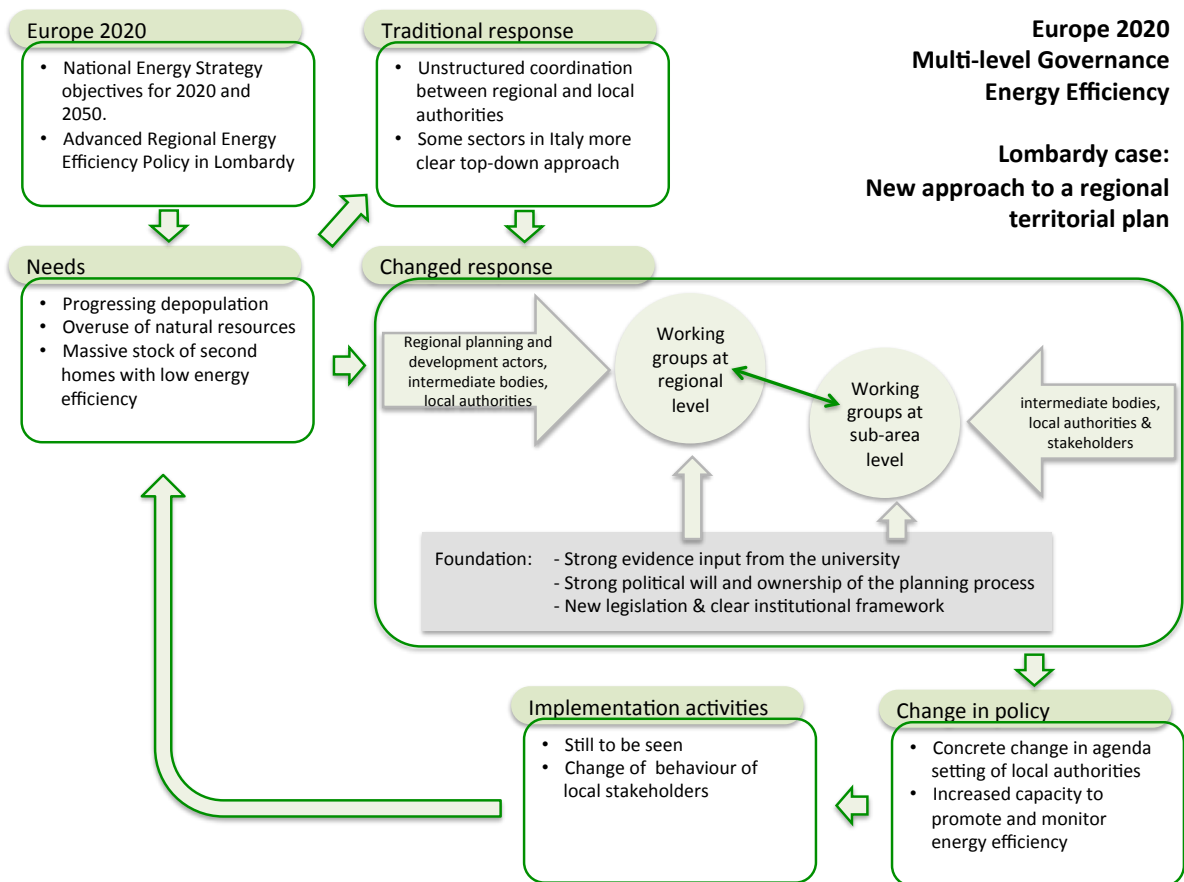 Europe 2020
• National Energy Strategy
objectives for 2020 and
2050.
• Advanced Regional Energy
Efficiency Policy in Lombardy
Traditional response
• Unstructured coordination
between regional and local
authorities
• Some sectors in Italy more
clear top-down approach
Europe 2020
Multi-level Governance
Energy Efficiency
Lombardy case:
New approach to a regional
territorial plan
Needs
• Progressing depopulation
• Overuse of natural resources
• Massive stock of second
homes with low energy
efficiency
Changed response
Regional planning and
development actors,
intermediate bodies,
local authorities
Working
groups at
regional
level
Working
groups at
sub-area
level
intermediate bodies,
local authorities &
stakeholders
Foundation: - Strong evidence input from the university
- Strong political will and ownership of the planning process
- New legislation & clear institutional framework
Implementation activities
• Still to be seen
• Change of behaviour of
local stakeholders
Change in policy
• Concrete change in agenda
setting of local authorities
• Increased capacity to
promote and monitor
energy efficiency